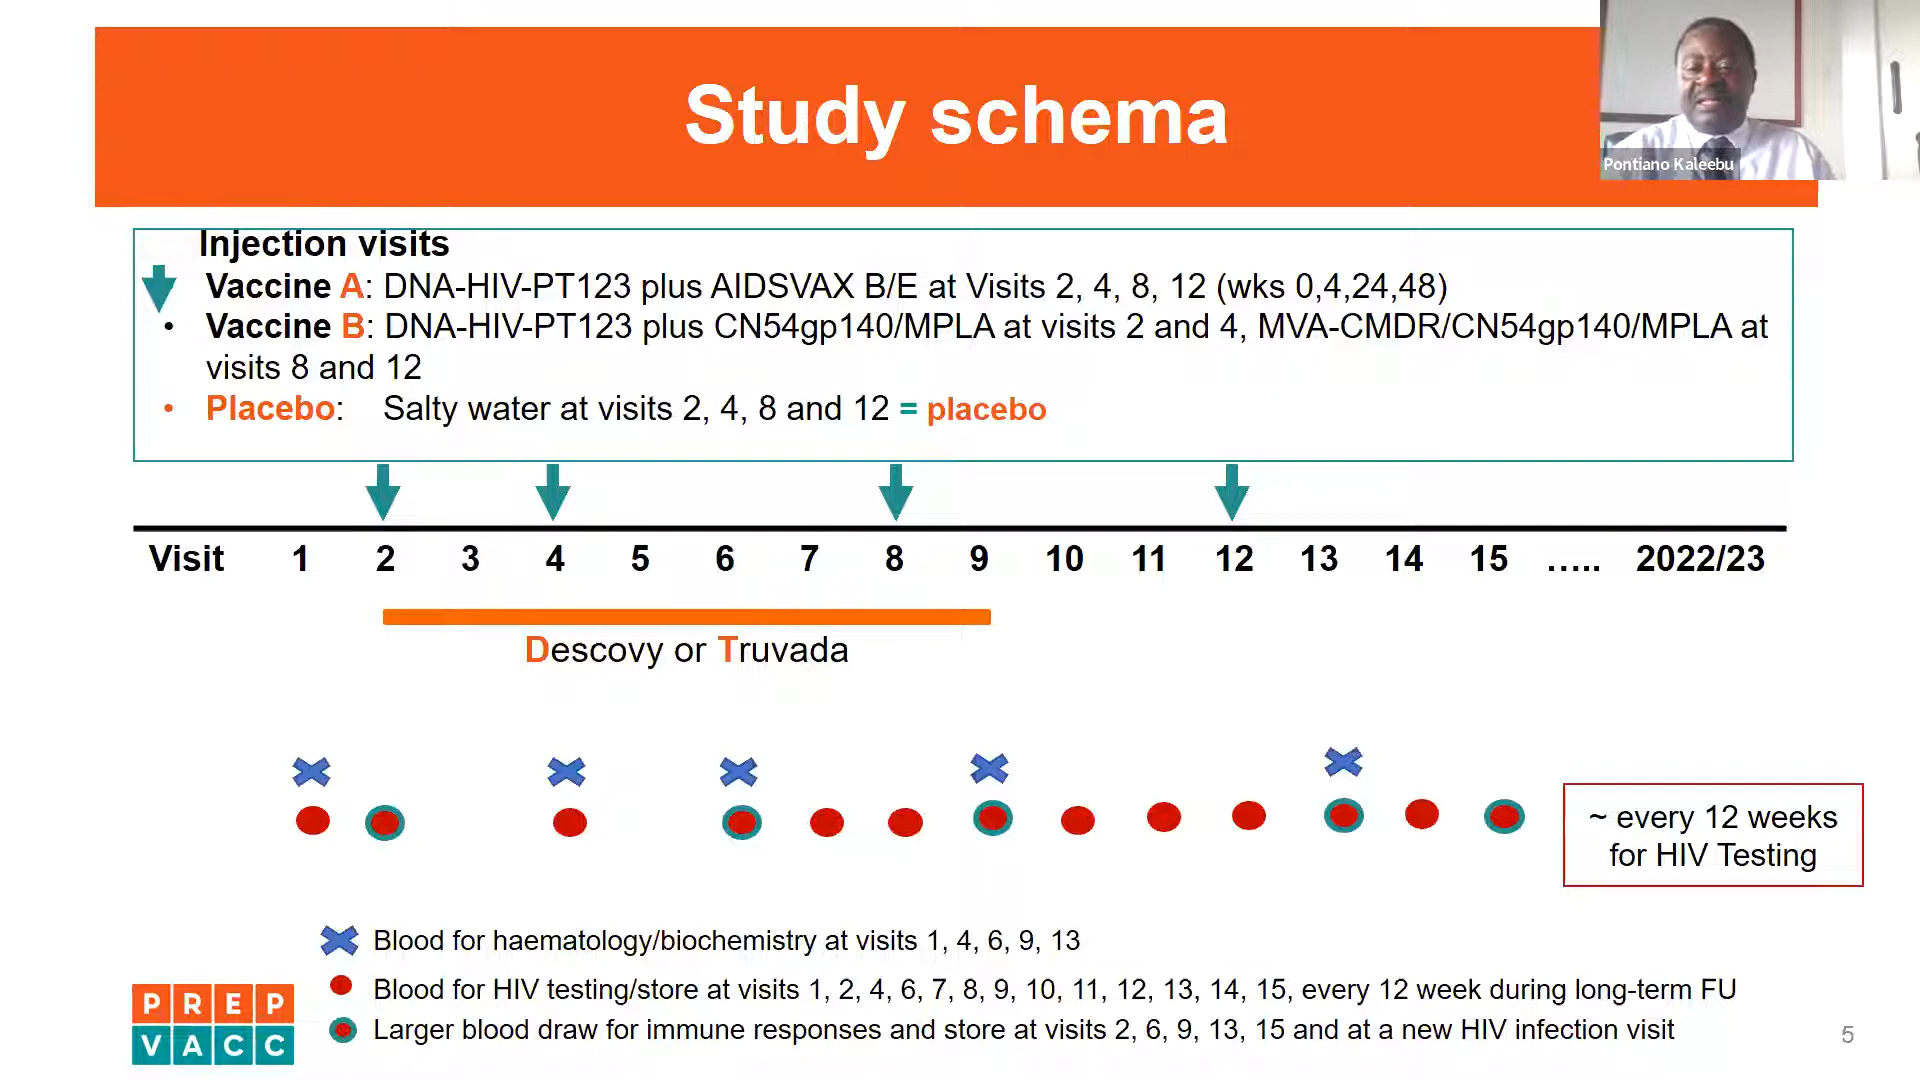 Study schema
Pontiano Kaleebu
Injection visits
Vaccine A: DNA-HIV-PT123 plus AIDSVAX B/E at Visits 2, 4, 8, 12 (wks 0,4,24,48)
• Vaccine B: DNA-HIV-PT123 plus CN54gp140/MPLA at visits 2 and 4, MVA-CMDR/CN54gp140/MPLA at
visits 8 and 12
• Placebo: Salty water at visits 2, 4, 8 and 12 = placebo
Visit 1 2 3 4 5 6 7 8 9 10 11 12 13 14 15 ..... 2022/23
Descovy or Truvada
~ every 12 weeks
for HIV Testing
Blood for haematology/biochemistry at visits 1, 4, 6, 9, 13
Blood for HIV testing/store at visits 1, 2, 4, 6, 7, 8, 9, 10, 11, 12, 13, 14, 15, every 12 week during long-term FU
Larger blood draw for immune responses and store at visits 2, 6, 9, 13, 15 and at a new HIV infection visit
PREP
VACC
5